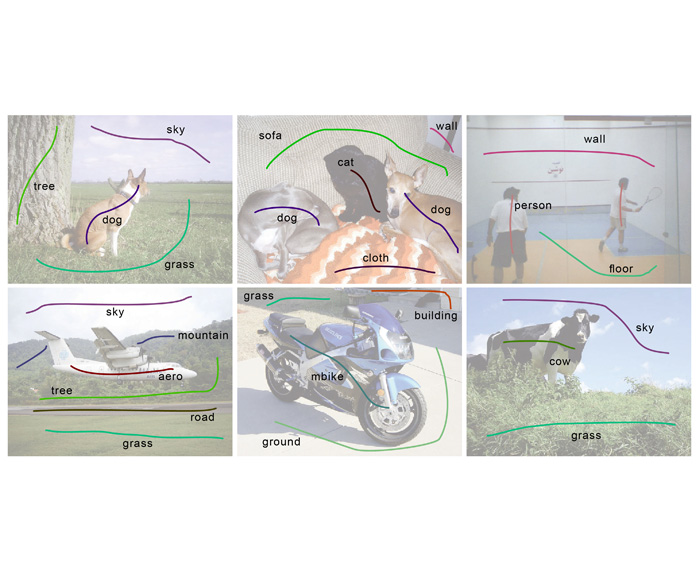 sky
tree
dog
grass
wall
sofa
cat
dog
dog
cloth
wall
person
floor
sky
mountain
aero
tree
road
grass
grass
building
mbike
ground
sky
cow
grass